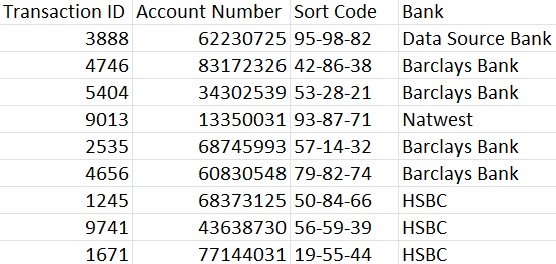 Transaction ID Account Number Sort Code Bank
3888 62230725 95-98-82 Data Source Bank
4746 83172326 42-86-38 Barclays Bank
5404 34302539 53-28-21 Barclays Bank
9013 13350031 93-87-71 Natwest
2535 68745993 57-14-32 Barclays Bank
4656 60830548 79-82-74 Barclays Bank
1245 68373125 50-84-66 HSBC
9741 43638730 56-59-39 HSBC
1671 77144031 19-55-44 HSBC